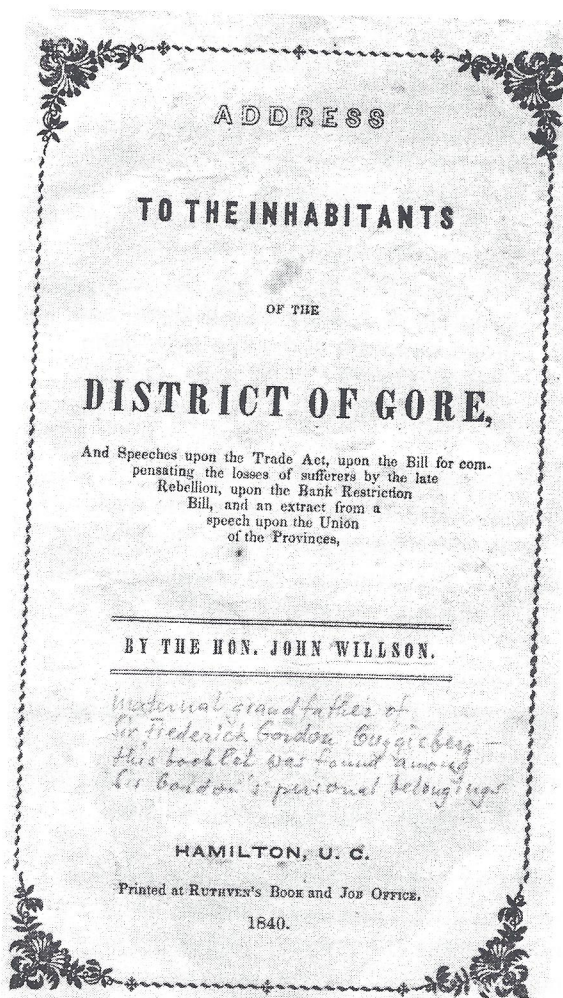 ADDRESS
TO THE INHABITANTS
OF THE
DISTRICT OF GORE,
And Speeches upon the Trade Act, upon the Bill for com-
pensating the losses of sufferers by the late
Rebellion, upon the Bank Restriction
Bill, and an extract from a
speech upon the Union
of the Provinces,
BY THE HON. JOHN WILLSON.
maternal grandfather of
Sir Frederick Gordon Guggisberg —
this booklet was found among
Sir Gordon's personal belongings
HAMILTON, U. C.
Printed at RUTHVEN'S BOOK and JOB OFFICE.
1840.